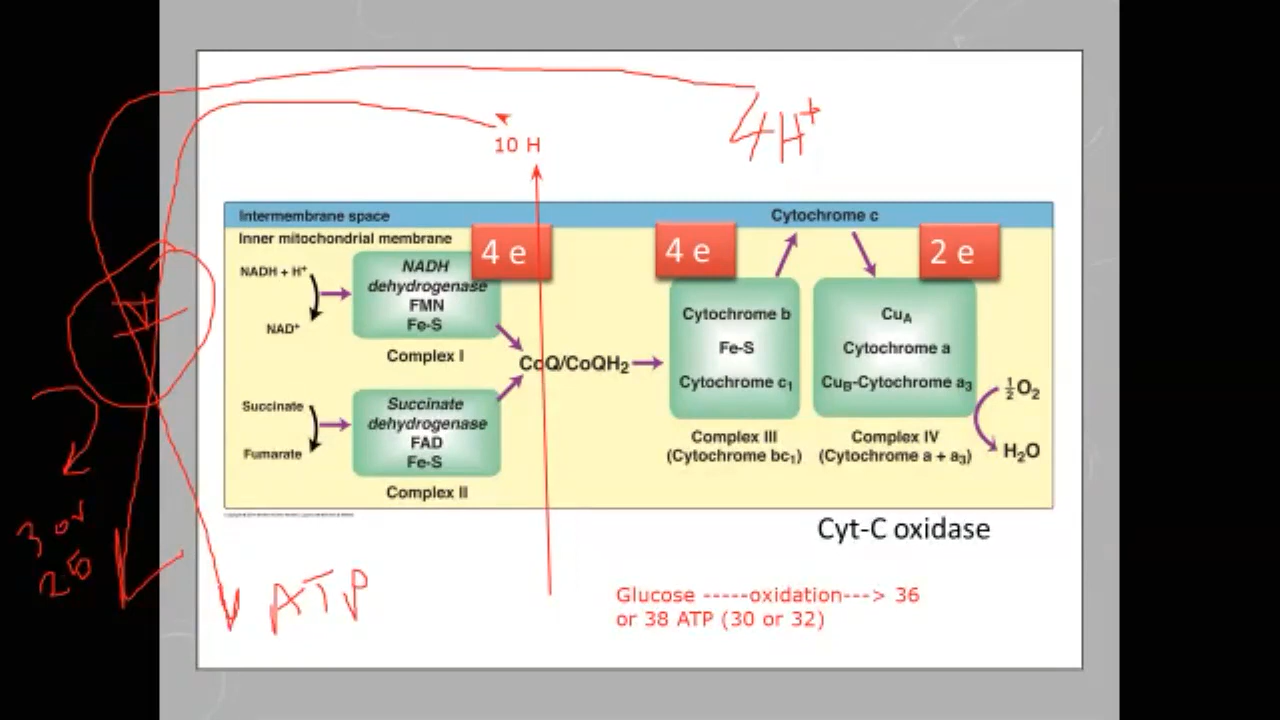 4H+
10 H
Intermembrane space
Cytochrome c
Inner mitochondrial membrane
4 e
4 e
2 e
NADH + H+
NAD+
NADH
dehydrogenase
FMN
Fe-S
Complex I
CoQ/CoQH2
Succinate
Fumarate
Succinate
dehydrogenase
FAD
Fe-S
Complex II
Cytochrome b
Fe-S
Cytochrome c1
Complex III
(Cytochrome bc1)
CuA
Cytochrome a
CuB-Cytochrome a3
Complex IV
(Cytochrome a + a3)
½O2
H2O
Cyt-C oxidase
3 or
2.5
ATP
Glucose -----oxidation---> 36
or 38 ATP (30 or 32)